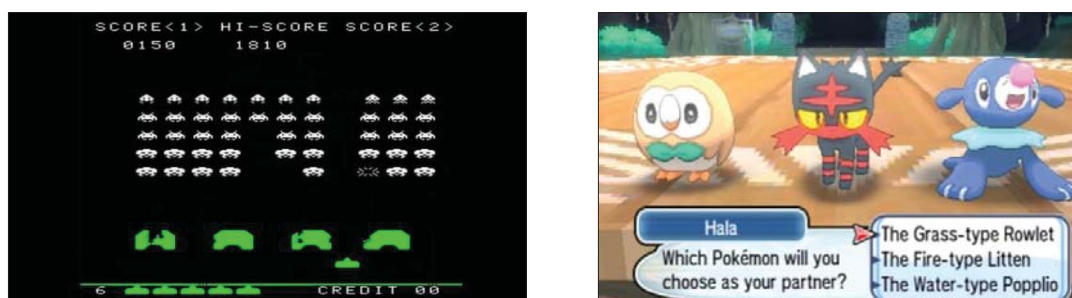 SCORE<1> HI-SCORE SCORE<2>
0150 1810
6 CREDIT 00
Hala
Which Pokémon will you
choose as your partner?
The Grass-type Rowlet
The Fire-type Litten
The Water-type Popplio